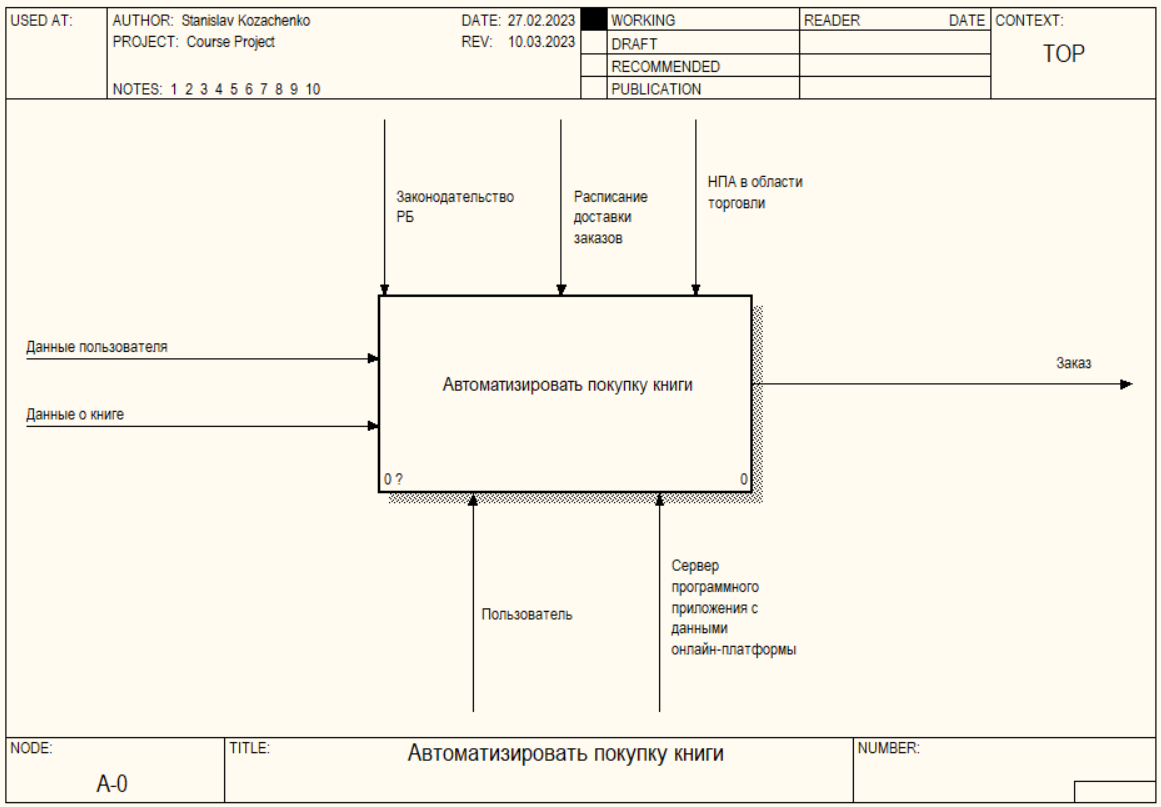 USED AT:
AUTHOR: Stanislav Kozachenko
DATE: 27.02.2023
WORKING
READER
DATE
CONTEXT:
PROJECT: Course Project
REV: 10.03.2023
DRAFT
TOP
RECOMMENDED
NOTES: 1 2 3 4 5 6 7 8 9 10
PUBLICATION
Законодательство
РБ
Расписание
доставки
заказов
НПА в области
торговли
Данные пользователя
Данные о книге
Автоматизировать покупку книги
0 ?
0
Заказ
Пользователь
Сервер
программного
приложения с
данными
онлайн-платформы
NODE:
A-0
TITLE:
Автоматизировать покупку книги
NUMBER: